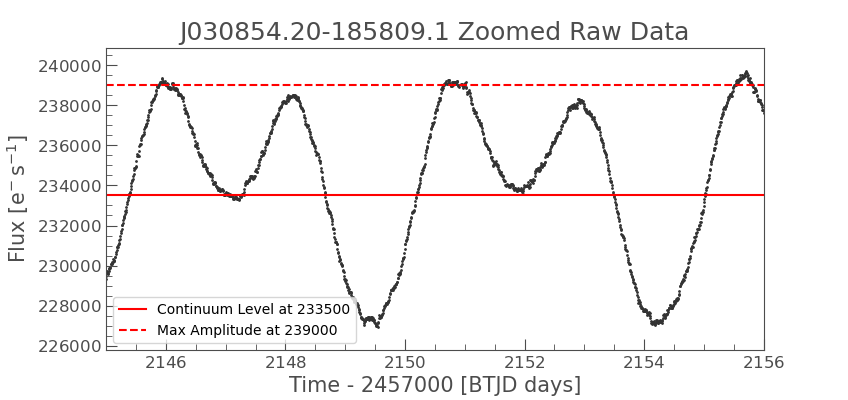 J030854.20-185809.1 Zoomed Raw Data
Flux [e⁻ s⁻¹]
240000
238000
236000
234000
232000
230000
228000
226000
Continuum Level at 233500
Max Amplitude at 239000
2146
2148
2150
2152
2154
2156
Time - 2457000 [BTJD days]